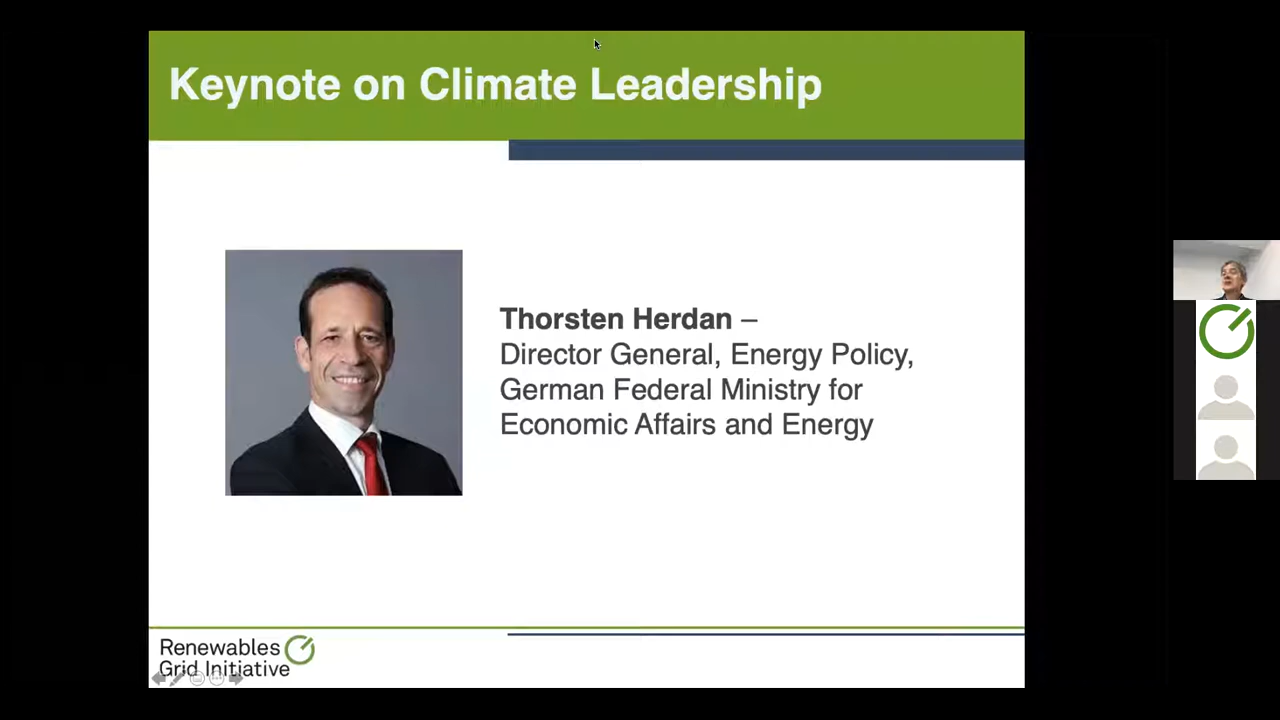 Keynote on Climate Leadership
Thorsten Herdan –
Director General, Energy Policy,
German Federal Ministry for
Economic Affairs and Energy
Renewables
Grid Initiative